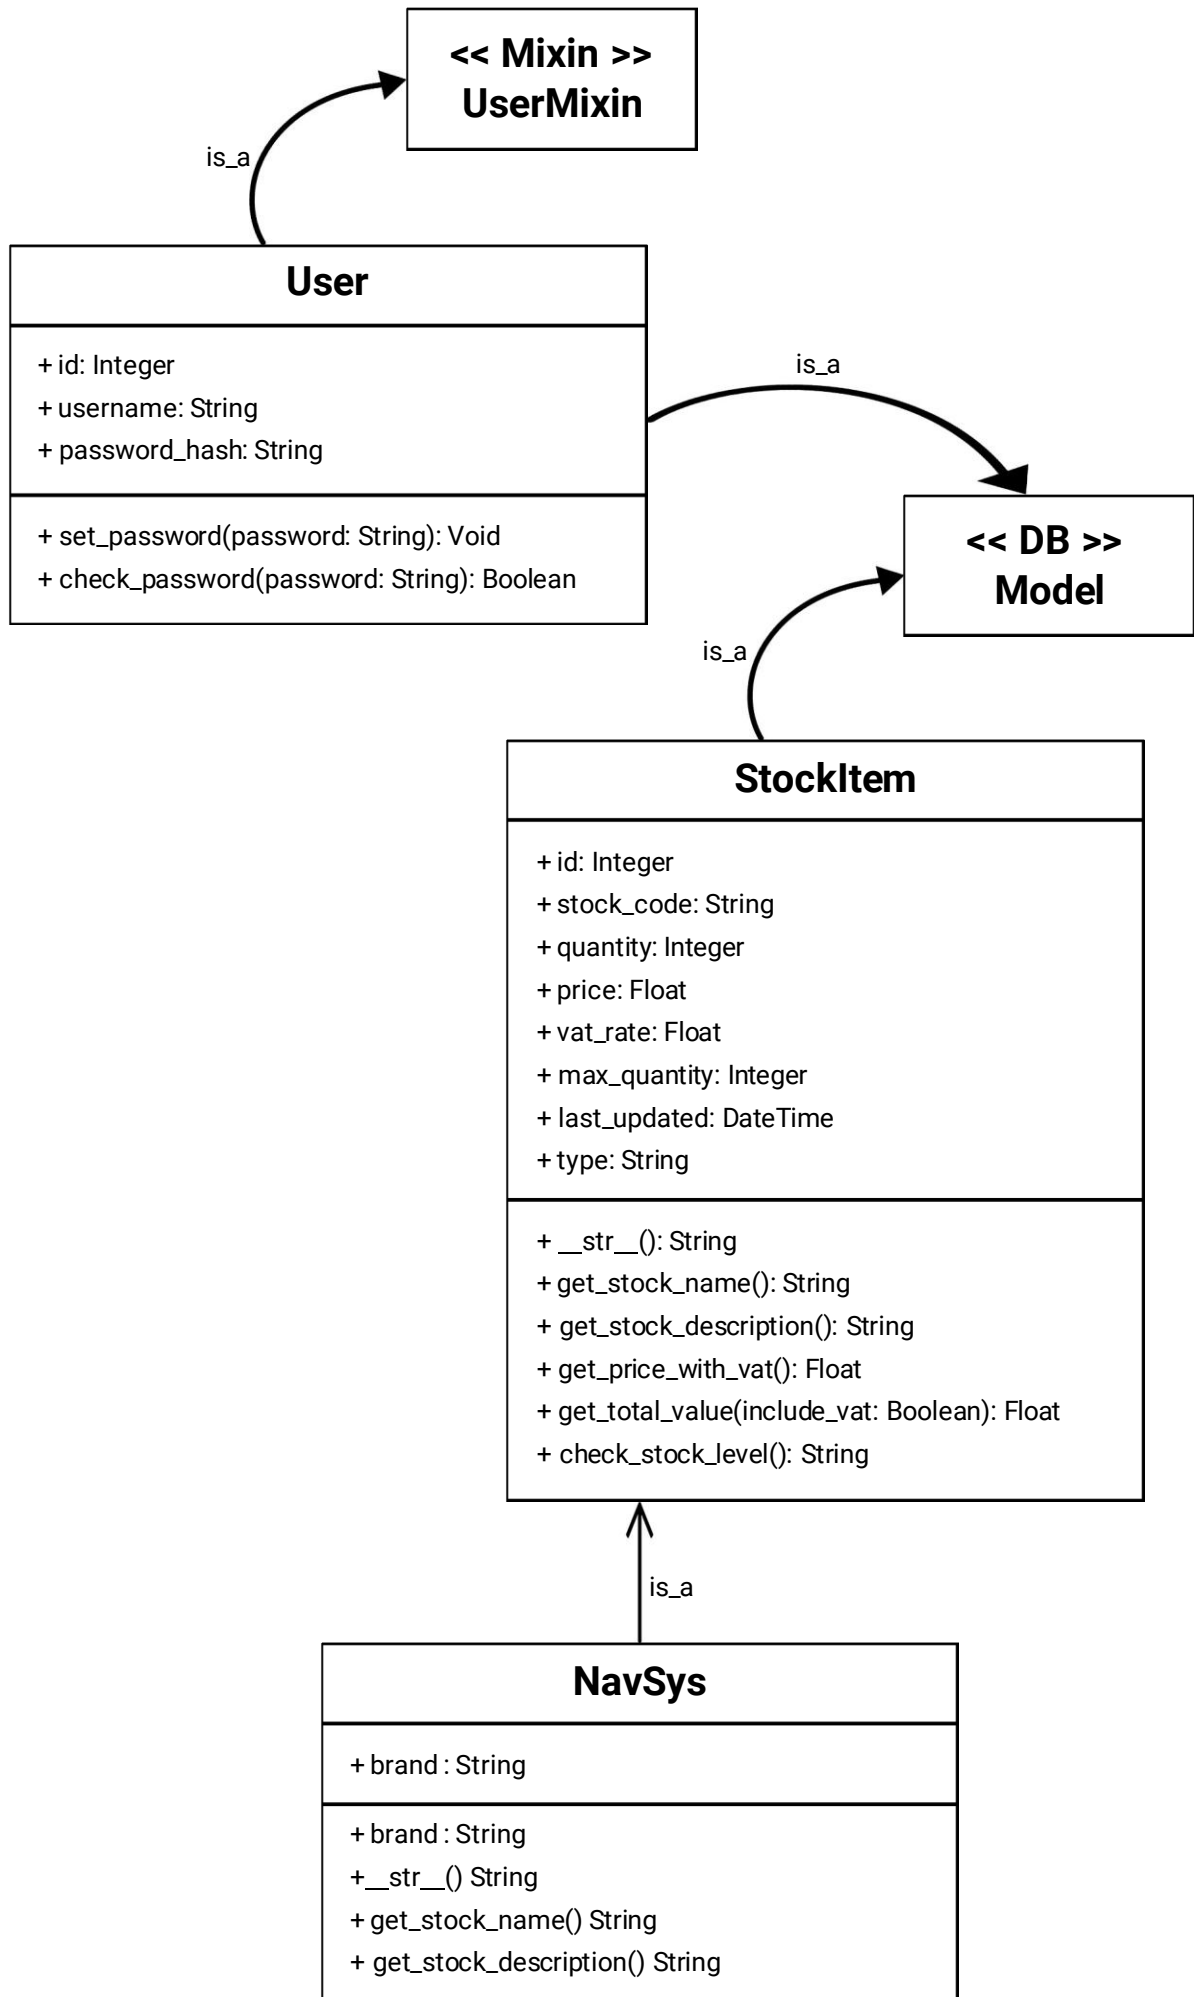 << Mixin >>
UserMixin
is_a
User
+ id: Integer
+ username: String
+ password_hash: String
+ set_password(password: String): Void
+ check_password(password: String): Boolean
is_a
<< DB >>
Model
is_a
StockItem
+ id: Integer
+ stock_code: String
+ quantity: Integer
+ price: Float
+ vat_rate: Float
+ max_quantity: Integer
+ last_updated: DateTime
+ type: String
+ __str__(): String
+ get_stock_name(): String
+ get_stock_description(): String
+ get_price_with_vat(): Float
+ get_total_value(include_vat: Boolean): Float
+ check_stock_level(): String
is_a
NavSys
+ brand : String
+ brand : String
+__str__() String
+ get_stock_name() String
+ get_stock_description() String